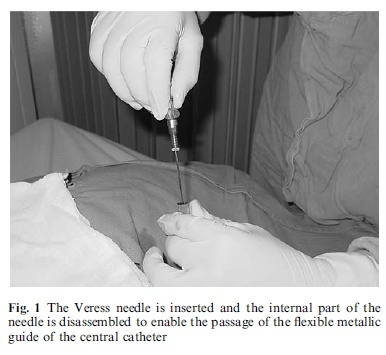 Fig. 1 The Veress needle is inserted and the internal part of the
needle is disassembled to enable the passage of the flexible metallic
guide of the central catheter